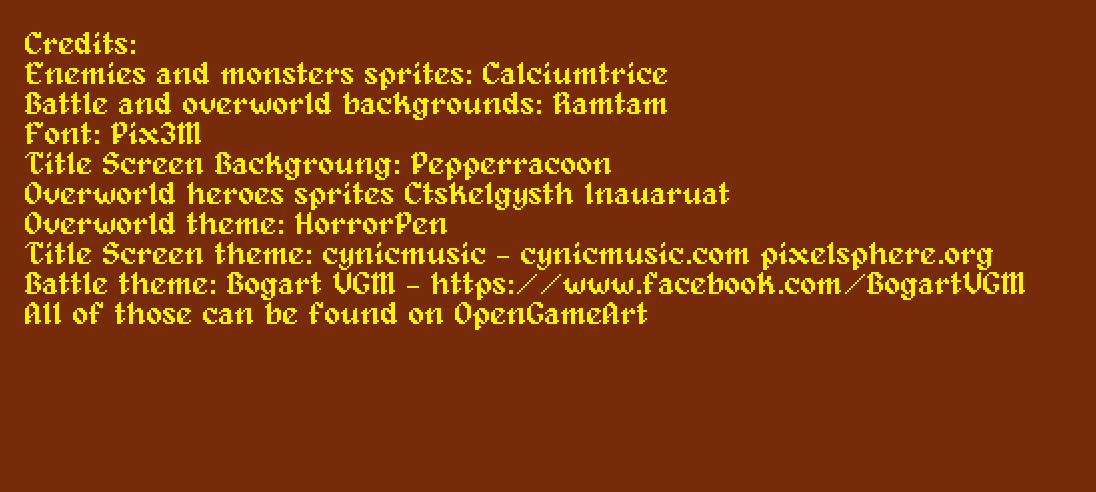 Credits:
Enemies and monsters sprites: Calciumtrice
Battle and overworld backgrounds: Ramtam
Font: Pix3M
Title Screen Backgroung: Pepperracoon
Overworld heroes sprites Ctskelgysth Inauaruat
Overworld theme: HorrorPen
Title Screen theme: cynicmusic - cynicmusic.com pixelsphere.org
Battle theme: Bogart VGM - https://www.facebook.com/BogartVGM
All of those can be found on OpenGameArt